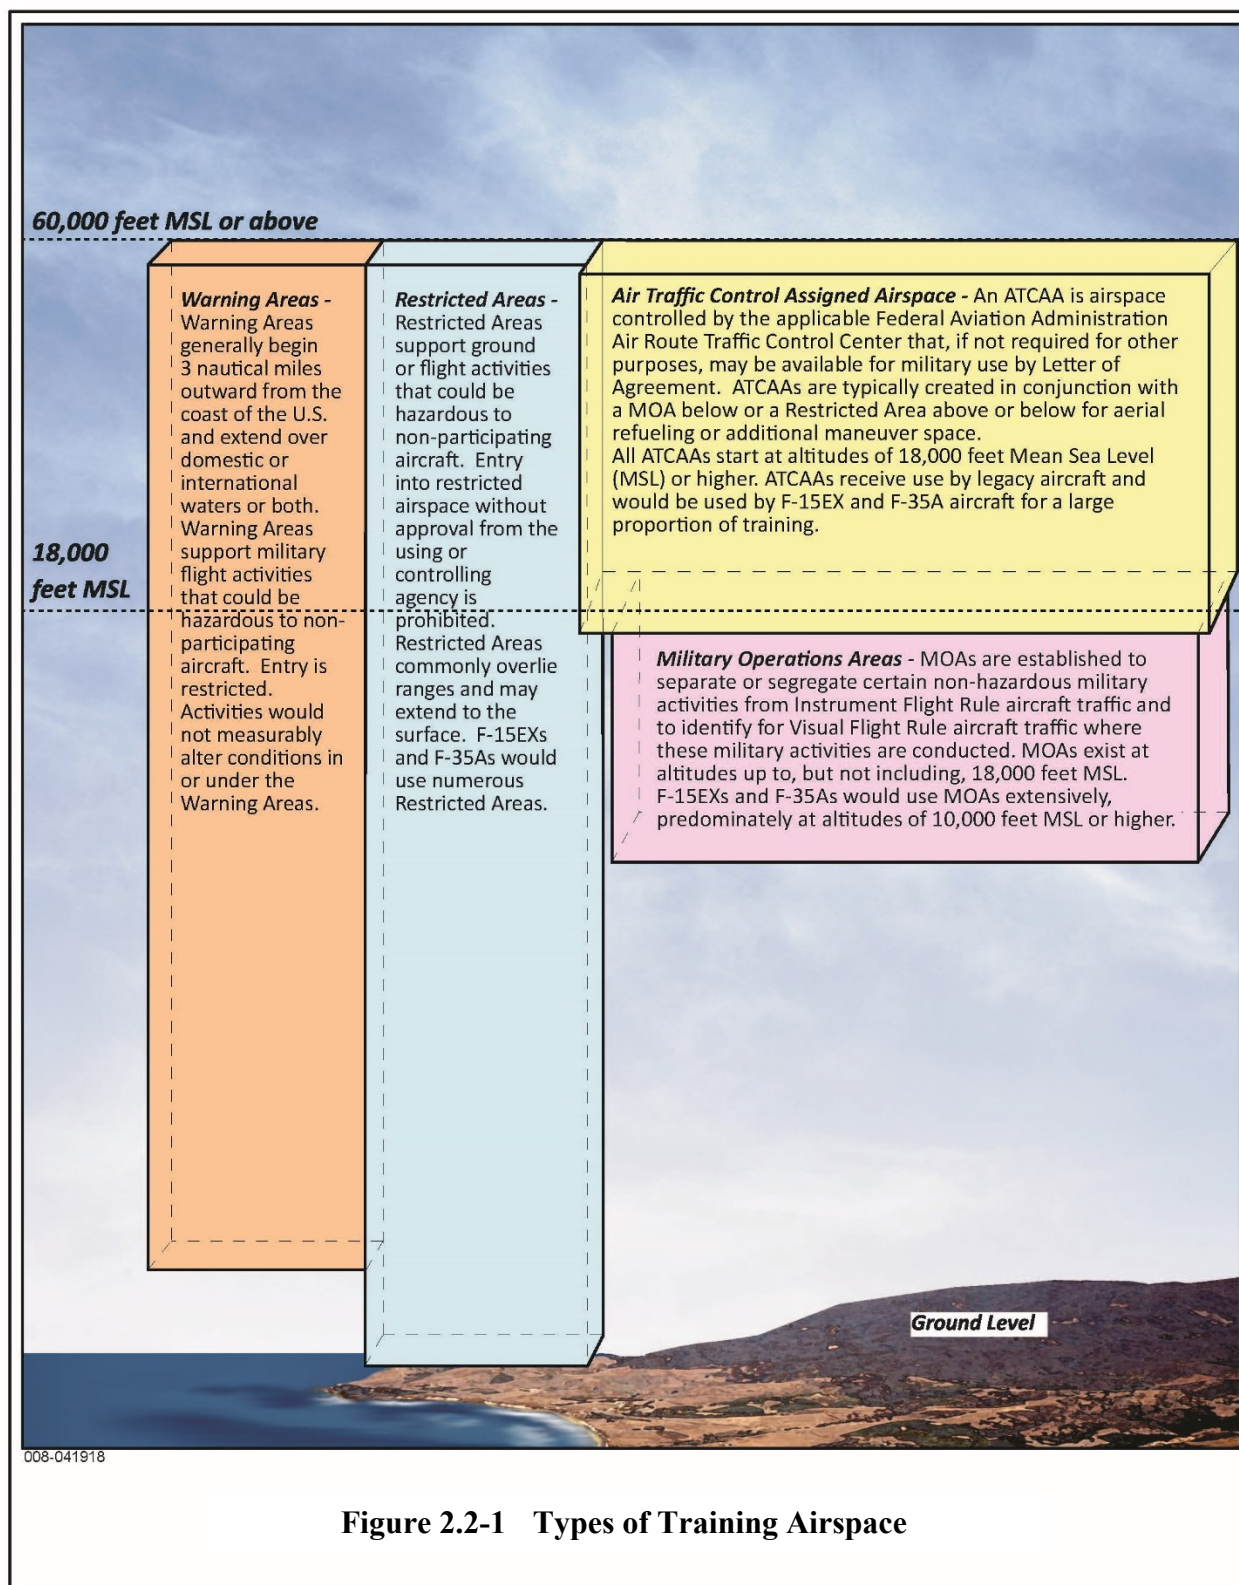 60,000 feet MSL or above
Warning Areas -
Warning Areas
generally begin
3 nautical miles
outward from the
coast of the U.S.
and extend over
domestic or
international
waters or both.
Warning Areas
support military
flight activities
that could be
hazardous to non-
participating
aircraft.  Entry is
restricted.
Activities would
not measurably
alter conditions in
or under the
Warning Areas.
Restricted Areas -
Restricted Areas
support ground
or flight activities
that could be
hazardous to
non-participating
aircraft.  Entry
into restricted
airspace without
approval from the
using or
controlling
agency is
prohibited.
Restricted Areas
commonly overlie
ranges and may
extend to the
surface.  F-15EXs
and F-35As would
use numerous
Restricted Areas.
Air Traffic Control Assigned Airspace - An ATCAA is airspace
controlled by the applicable Federal Aviation Administration
Air Route Traffic Control Center that, if not required for other
purposes, may be available for military use by Letter of
Agreement.  ATCAAs are typically created in conjunction with
a MOA below or a Restricted Area above or below for aerial
refueling or additional maneuver space.
All ATCAAs start at altitudes of 18,000 feet Mean Sea Level
(MSL) or higher. ATCAAs receive use by legacy aircraft and
would be used by F-15EX and F-35A aircraft for a large
proportion of training.
18,000
feet MSL
Military Operations Areas - MOAs are established to
separate or segregate certain non-hazardous military
activities from Instrument Flight Rule aircraft traffic and
to identify for Visual Flight Rule aircraft traffic where
these military activities are conducted. MOAs exist at
altitudes up to, but not including, 18,000 feet MSL.
F-15EXs and F-35As would use MOAs extensively,
predominately at altitudes of 10,000 feet MSL or higher.
Ground Level
008-041918
Figure 2.2-1   Types of Training Airspace